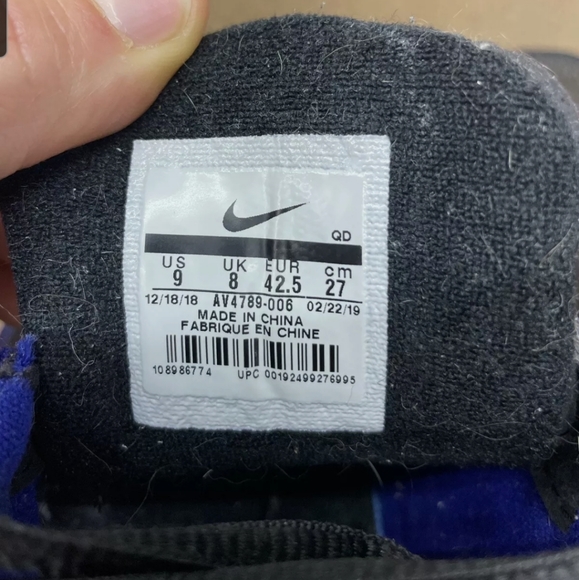 QD
US UK EUR cm
9 8 42.5 27
12/18/18 AV4789-006 02/22/19
MADE IN CHINA
FABRIQUE EN CHINE
108986774 UPC 00192499276995